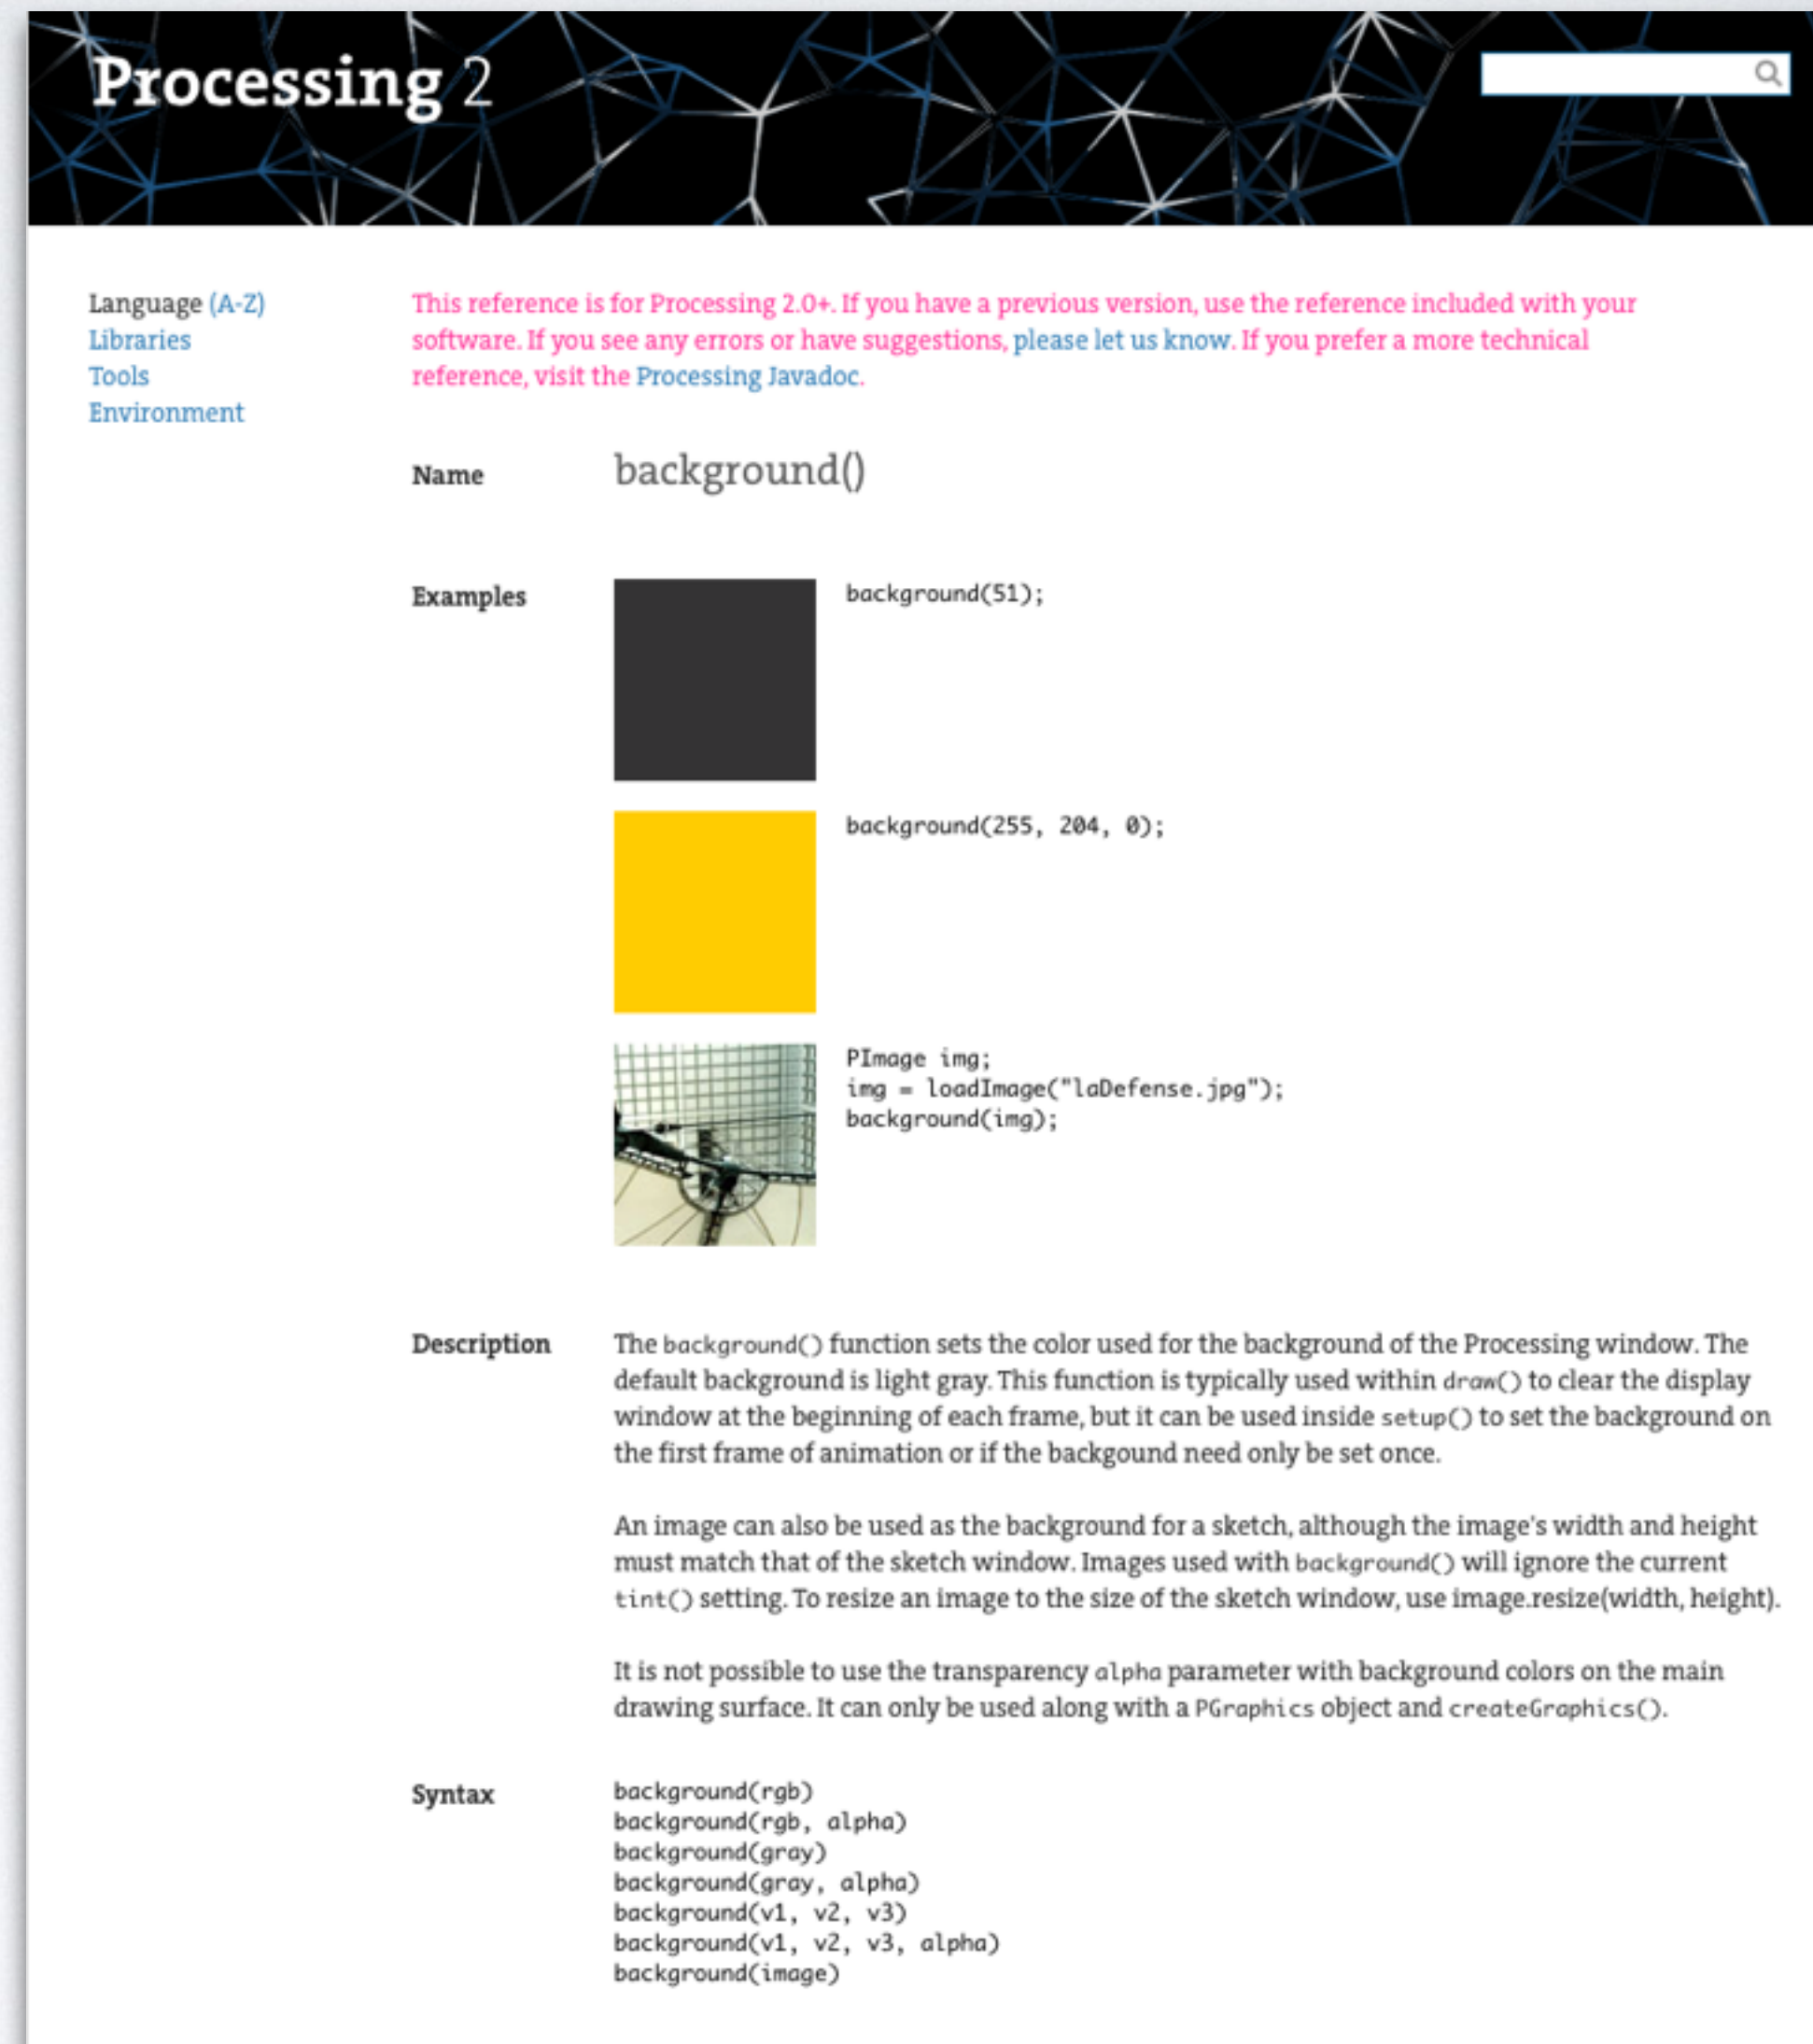 Processing 2
Language (A-Z)
Libraries
Tools
Environment
This reference is for Processing 2.0+. If you have a previous version, use the reference included with your
software. If you see any errors or have suggestions, please let us know. If you prefer a more technical
reference, visit the Processing Javadoc.
Name
background()
Examples
background(51);
background(255, 204, 0);
PImage img;
img = loadImage("laDefense.jpg");
background(img);
Description
The background() function sets the color used for the background of the Processing window. The
default background is light gray. This function is typically used within draw() to clear the display
window at the beginning of each frame, but it can be used inside setup() to set the background on
the first frame of animation or if the backgound need only be set once.
An image can also be used as the background for a sketch, although the image's width and height
must match that of the sketch window. Images used with background() will ignore the current
tint() setting. To resize an image to the size of the sketch window, use image.resize(width, height).
It is not possible to use the transparency alpha parameter with background colors on the main
drawing surface. It can only be used along with a PGraphics object and createGraphics().
Syntax
background(rgb)
background(rgb, alpha)
background(gray)
background(gray, alpha)
background(v1, v2, v3)
background(v1, v2, v3, alpha)
background(image)